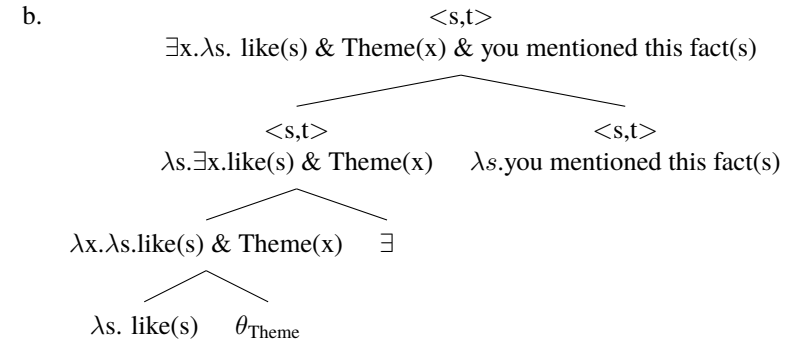 b.
<s,t>
∃x.λs. like(s) & Theme(x) & you mentioned this fact(s)
<s,t> <s,t>
λs.∃x.like(s) & Theme(x) λs.you mentioned this fact(s)
λx.λs.like(s) & Theme(x) ∃
λs. like(s) θTheme